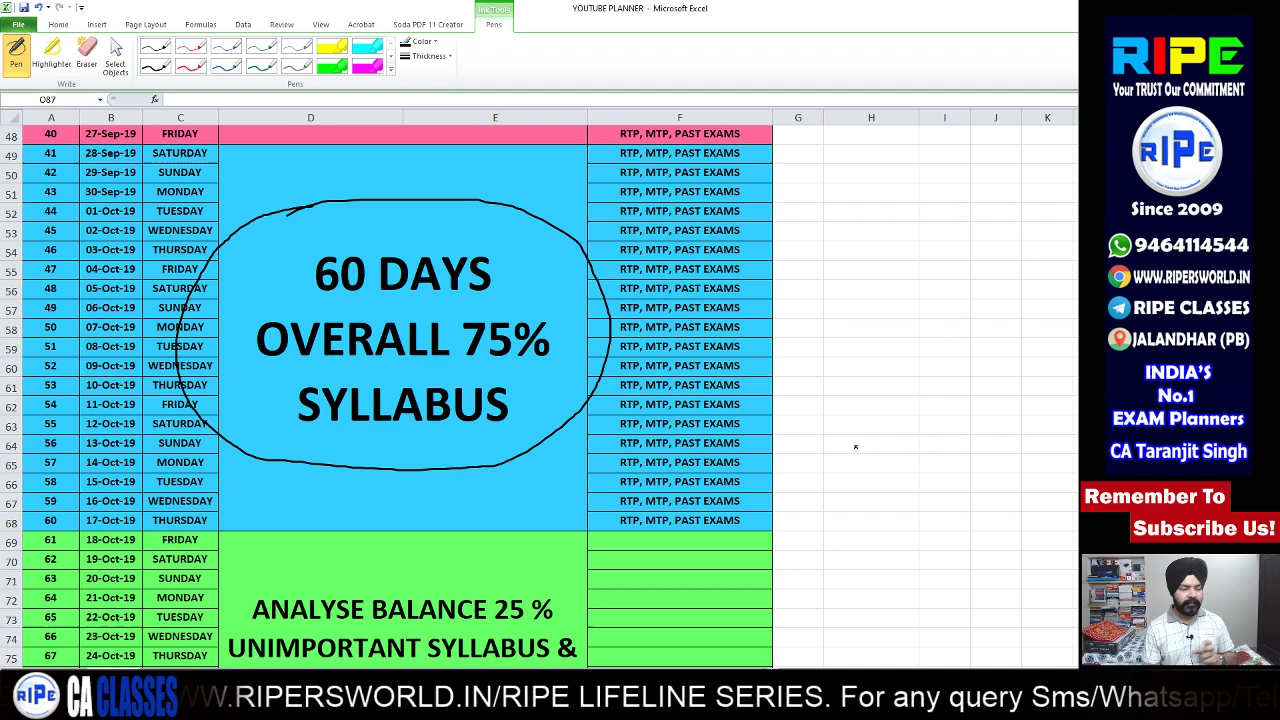 Ink Tools
YOUTUBE PLANNER - Microsoft Excel
File Home Insert Page Layout Formulas Data Review View Acrobat Soda PDF 11 Creator Pens
Pen Highlighter Eraser Select Objects
Color
Thickness
Write Pens
O87 fx
A B C D E F G H I J K
48 40 27-Sep-19 FRIDAY RTP, MTP, PAST EXAMS
49 41 28-Sep-19 SATURDAY RTP, MTP, PAST EXAMS
50 42 29-Sep-19 SUNDAY RTP, MTP, PAST EXAMS
51 43 30-Sep-19 MONDAY RTP, MTP, PAST EXAMS
52 44 01-Oct-19 TUESDAY RTP, MTP, PAST EXAMS
53 45 02-Oct-19 WEDNESDAY RTP, MTP, PAST EXAMS
54 46 03-Oct-19 THURSDAY RTP, MTP, PAST EXAMS
55 47 04-Oct-19 FRIDAY RTP, MTP, PAST EXAMS
56 48 05-Oct-19 SATURDAY RTP, MTP, PAST EXAMS
57 49 06-Oct-19 SUNDAY RTP, MTP, PAST EXAMS
58 50 07-Oct-19 MONDAY RTP, MTP, PAST EXAMS
59 51 08-Oct-19 TUESDAY RTP, MTP, PAST EXAMS
60 52 09-Oct-19 WEDNESDAY RTP, MTP, PAST EXAMS
61 53 10-Oct-19 THURSDAY RTP, MTP, PAST EXAMS
62 54 11-Oct-19 FRIDAY RTP, MTP, PAST EXAMS
63 55 12-Oct-19 SATURDAY RTP, MTP, PAST EXAMS
64 56 13-Oct-19 SUNDAY RTP, MTP, PAST EXAMS
65 57 14-Oct-19 MONDAY RTP, MTP, PAST EXAMS
66 58 15-Oct-19 TUESDAY RTP, MTP, PAST EXAMS
67 59 16-Oct-19 WEDNESDAY RTP, MTP, PAST EXAMS
68 60 17-Oct-19 THURSDAY RTP, MTP, PAST EXAMS
69 61 18-Oct-19 FRIDAY
70 62 19-Oct-19 SATURDAY
71 63 20-Oct-19 SUNDAY
72 64 21-Oct-19 MONDAY
73 65 22-Oct-19 TUESDAY
74 66 23-Oct-19 WEDNESDAY
75 67 24-Oct-19 THURSDAY
60 DAYS
OVERALL 75%
SYLLABUS
ANALYSE BALANCE 25 %
UNIMPORTANT SYLLABUS &
RIPE
Your TRUST Our COMMITMENT
RIPE
Since 2009
9464114544
WWW.RIPERSWORLD.IN
RIPE CLASSES
JALANDHAR (PB)
INDIA'S
No.1
EXAM Planners
CA Taranjit Singh
Remember To
Subscribe Us!
RIPE CA CLASSES
WW.RIPERSWORLD.IN/RIPE LIFELINE SERIES. For any query Sms/Whatsapp/Tel